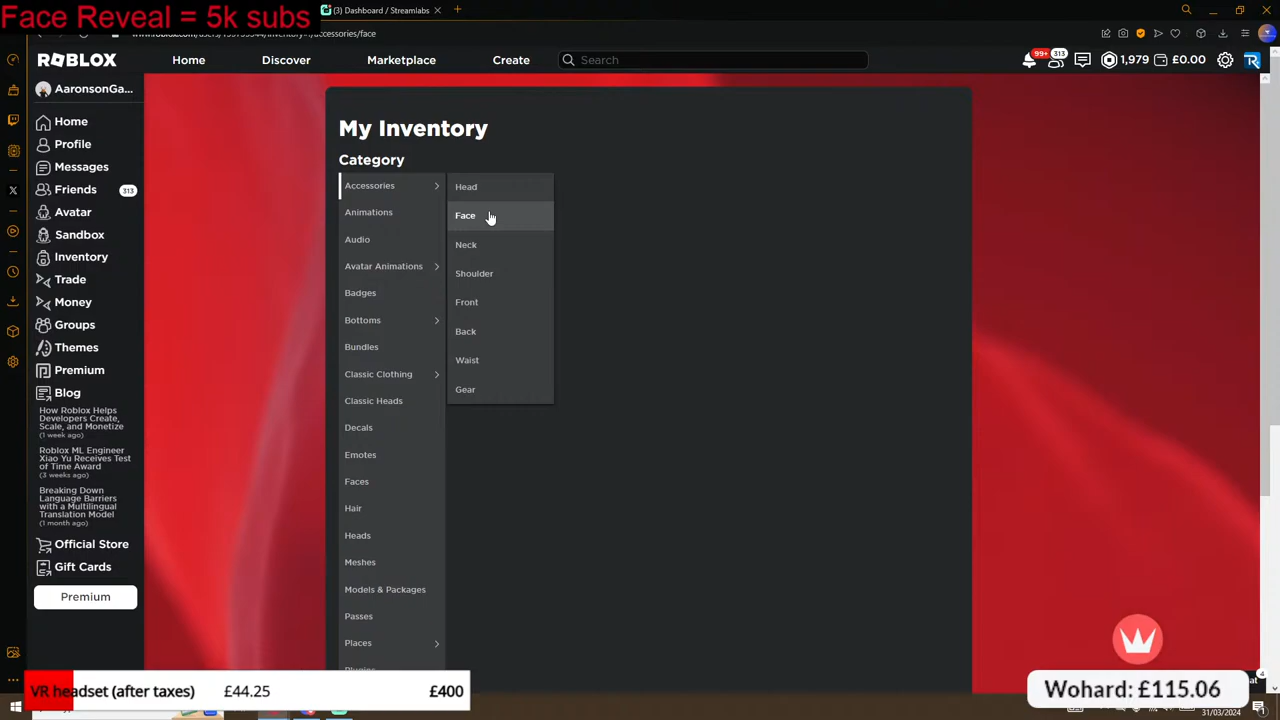 Face Reveal = 5k subs
(3) Dashboard / Streamlabs
ROBLOX
Home
Discover
Marketplace
Create
Search
99+
313
1,979
£0.00
AaronsonGa...
Home
Profile
Messages
Friends
313
Avatar
Sandbox
Inventory
Trade
Money
Groups
Themes
Premium
Blog
How Roblox Helps
Developers Create,
Scale, and Monetize
(1 week ago)
Roblox ML Engineer
Xiao Yu Receives Test
of Time Award
(3 weeks ago)
Breaking Down
Language Barriers
with a Multilingual
Translation Model
(1 month ago)
Official Store
Gift Cards
Premium
My Inventory
Category
Accessories
Animations
Audio
Avatar Animations
Badges
Bottoms
Bundles
Classic Clothing
Classic Heads
Decals
Emotes
Faces
Hair
Heads
Meshes
Models & Packages
Passes
Places
Head
Face
Neck
Shoulder
Front
Back
Waist
Gear
VR headset (after taxes)
£44.25
£400
Wohard: £115.06
31/03/2024